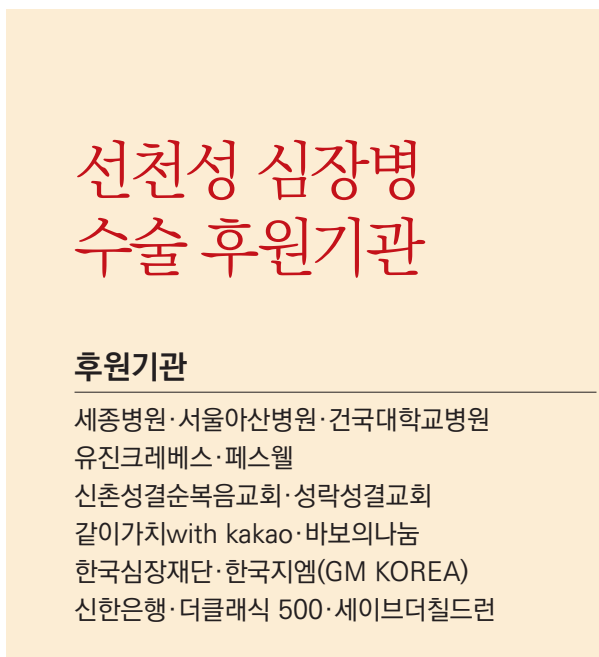 선천성 심장병
수술 후원기관
후원기관
세종병원·서울아산병원·건국대학교병원
유진크레베스·페스웰
신촌성결순복음교회·성락성결교회
같이가치with kakao·바보의나눔
한국심장재단·한국지엠(GM KOREA)
신한은행·더클래식 500·세이브더칠드런